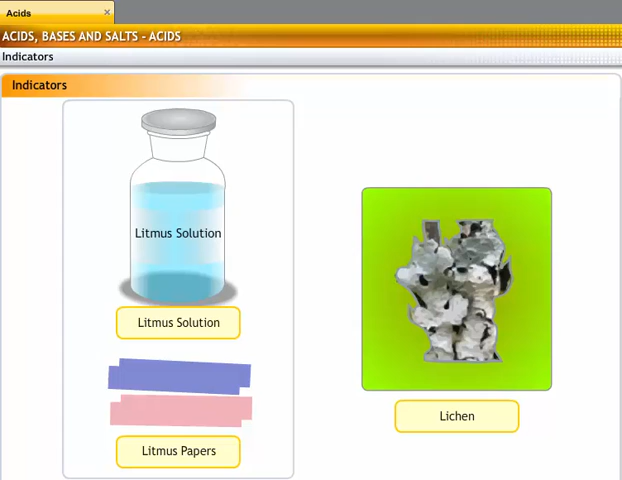 Acids
ACIDS, BASES AND SALTS - ACIDS
Indicators
Indicators
Litmus Solution
Litmus Solution
Litmus Papers
Lichen